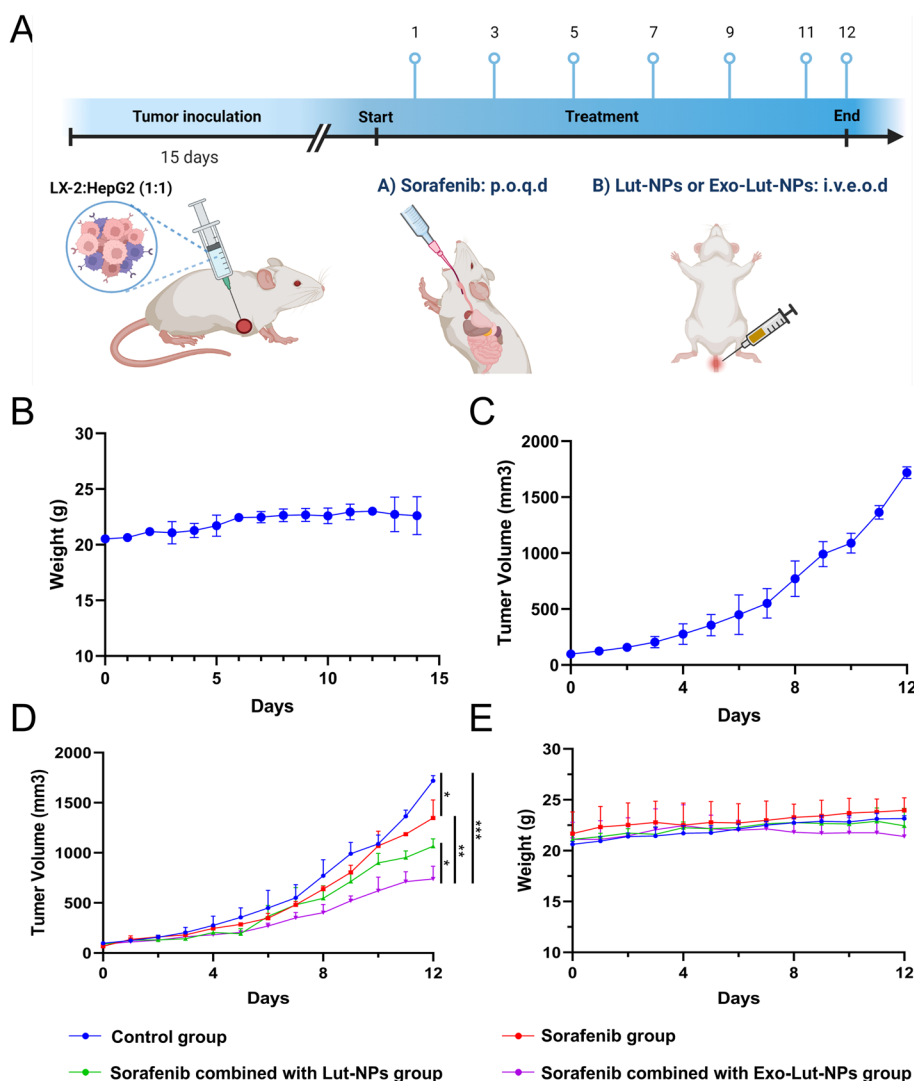 A
1 3 5 7 9 11 12
Tumor inoculation Start Treatment End
15 days
LX-2:HepG2 (1:1)
A) Sorafenib: p.o.q.d B) Lut-NPs or Exo-Lut-NPs: i.v.e.o.d
B
30
25
20
15
10
Weight (g)
0 5 10 15
Days
C
2000
1500
1000
500
0
Tumer Volume (mm3)
0 4 8 12
Days
D
2000
1500
1000
500
0
Tumer Volume (mm3)
0 4 8 12
Days
*
*
**
***
E
30
25
20
15
10
Weight (g)
0 4 8 12
Days
Control group
Sorafenib group
Sorafenib combined with Lut-NPs group
Sorafenib combined with Exo-Lut-NPs group